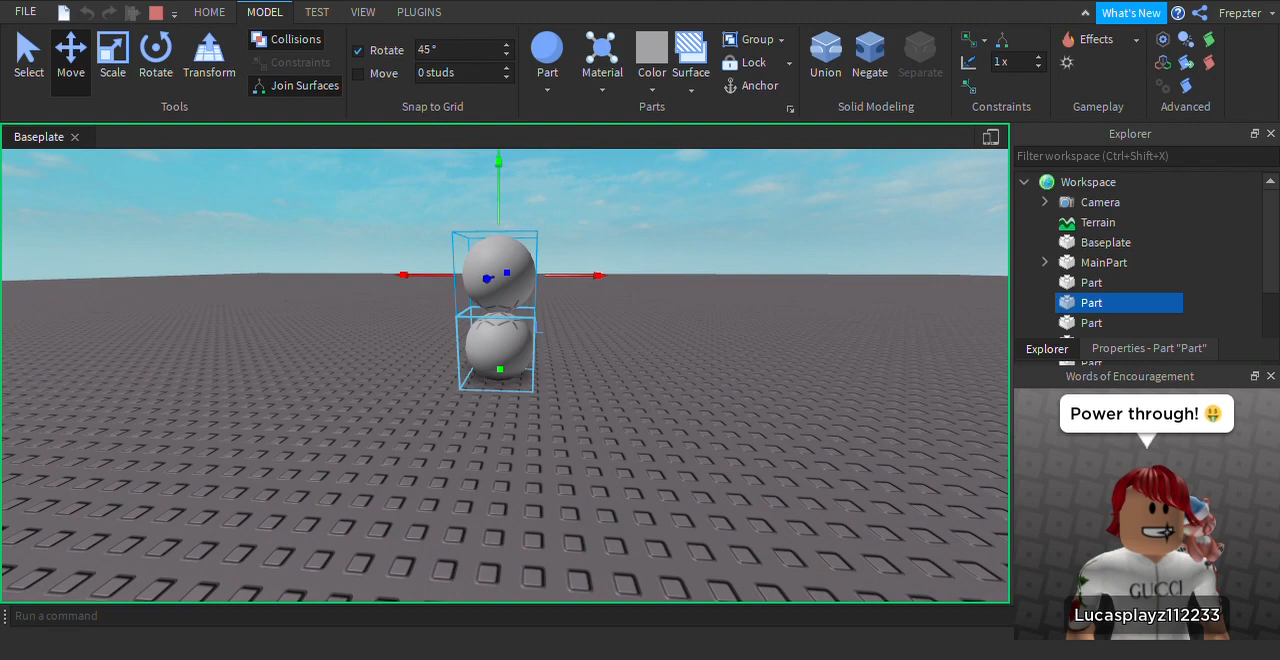 FILE
HOME
MODEL
TEST
VIEW
PLUGINS
What's New
Frepzter
Select
Move
Scale
Rotate
Transform
Collisions
Constraints
Join Surfaces
Tools
Rotate
45 °
Move
0 studs
Snap to Grid
Part
Material
Color
Surface
Group
Lock
Anchor
Parts
Union
Negate
Separate
Solid Modeling
1 x
Constraints
Effects
Gameplay
Advanced
Baseplate
Explorer
Filter workspace (Ctrl+Shift+X)
Workspace
Camera
Terrain
Baseplate
MainPart
Part
Part
Part
Explorer
Properties - Part "Part"
Part
Words of Encouragement
Power through! 🤑
GUCCI
Lucasplayz112233
Run a command